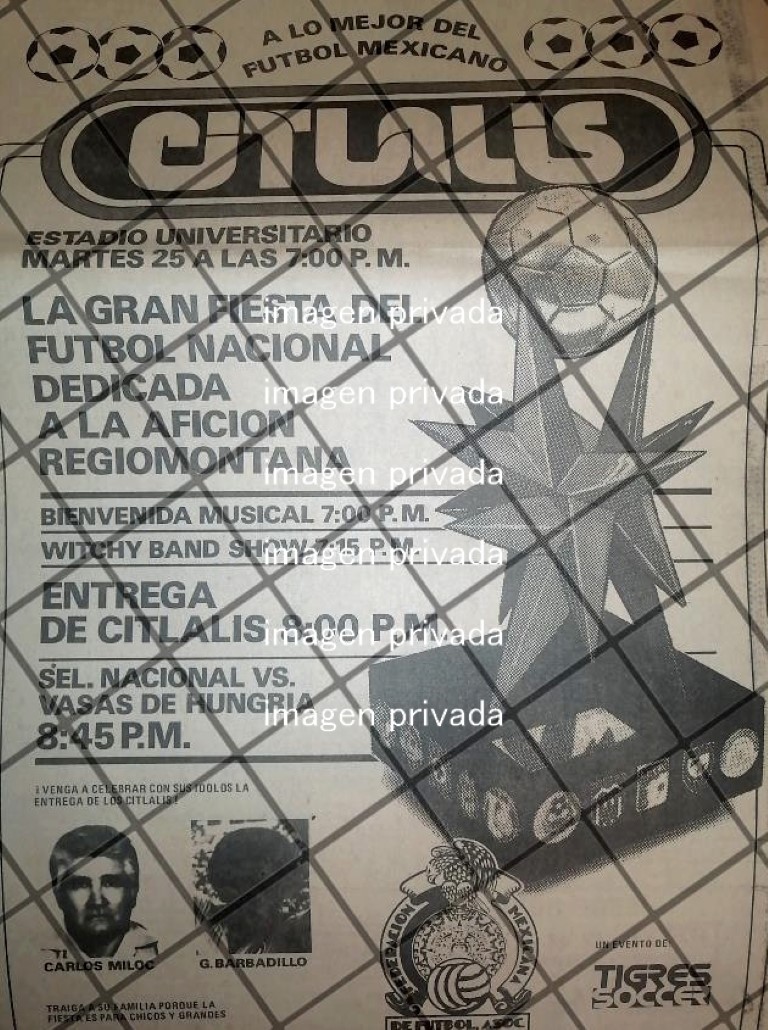 A LO MEJOR DEL
FUTBOL MEXICANO
CITLALIS
ESTADIO UNIVERSITARIO
MARTES 25 A LAS 7:00 P.M.
LA GRAN FIESTA DEL
FUTBOL NACIONAL
DEDICADA
A LA AFICION
REGIOMONTANA
BIENVENIDA MUSICAL 7:00 P.M.
WITCHY BAND SHOW 7:15 P.M.
ENTREGA
DE CITLALIS 8:00 P.M
SEL. NACIONAL VS.
VASAS DE HUNGRIA
8:45 P.M.
¡VENGA A CELEBRAR CON SUS IDOLOS LA
ENTREGA DE LOS CITLALIS!
CARLOS MILOC
G. BARBADILLO
TRAIGA A SU FAMILIA PORQUE LA
FIESTA ES PARA CHICOS Y GRANDES
FEDERACION MEXICANA
DE FUTBOL, ASOC
UN EVENTO DE:
TIGRES
SOCCER
imagen privada
imagen privada
imagen privada
imagen privada
imagen privada
imagen privada